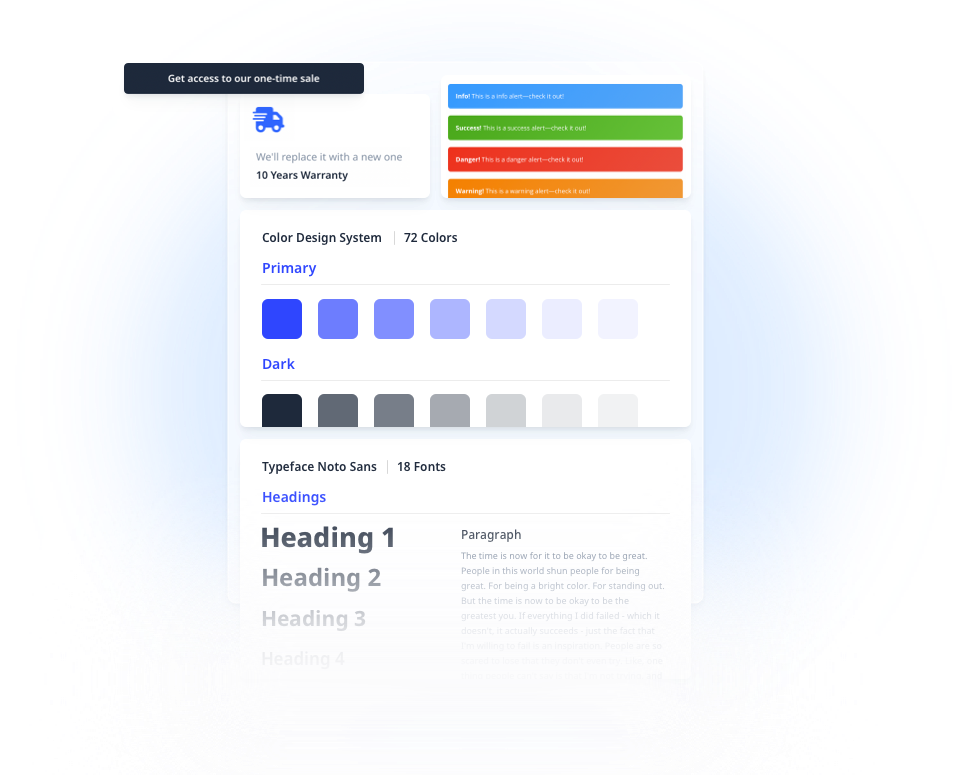 Get access to our one-time sale
We'll replace it with a new one
10 Years Warranty
Info! This is a info alert—check it out!
Success! This is a success alert—check it out!
Danger! This is a danger alert—check it out!
Warning! This is a warning alert—check it out!
Color Design System | 72 Colors
Primary
Dark
Typeface Noto Sans | 18 Fonts
Headings
Heading 1
Heading 2
Heading 3
Heading 4
Paragraph
The time is now for it to be okay to be great.
People in this world shun people for being
great. For being a bright color. For standing out.
But the time is now to be okay to be the
greatest you. If everything I did failed - which it
doesn't, it actually succeeds - just the fact that
I'm willing to fail is an inspiration. People are so